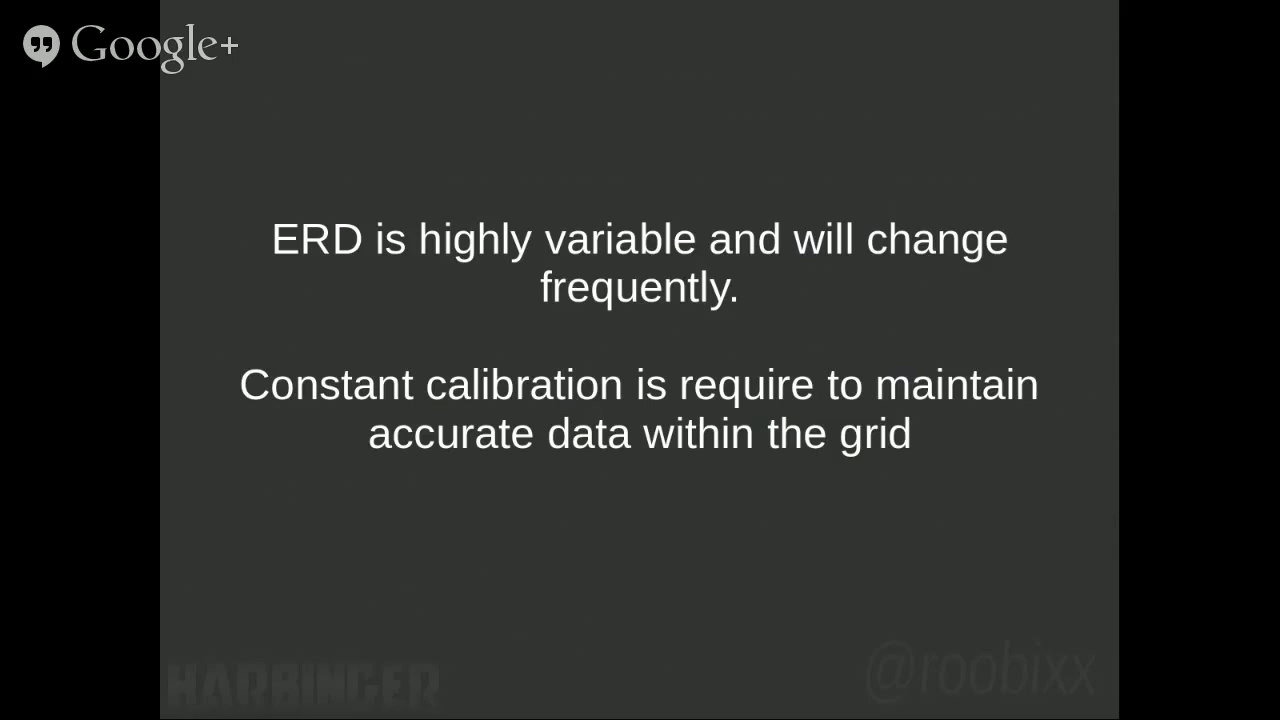 Google+
ERD is highly variable and will change
frequently.
Constant calibration is require to maintain
accurate data within the grid
HARBINGER
@roobixx